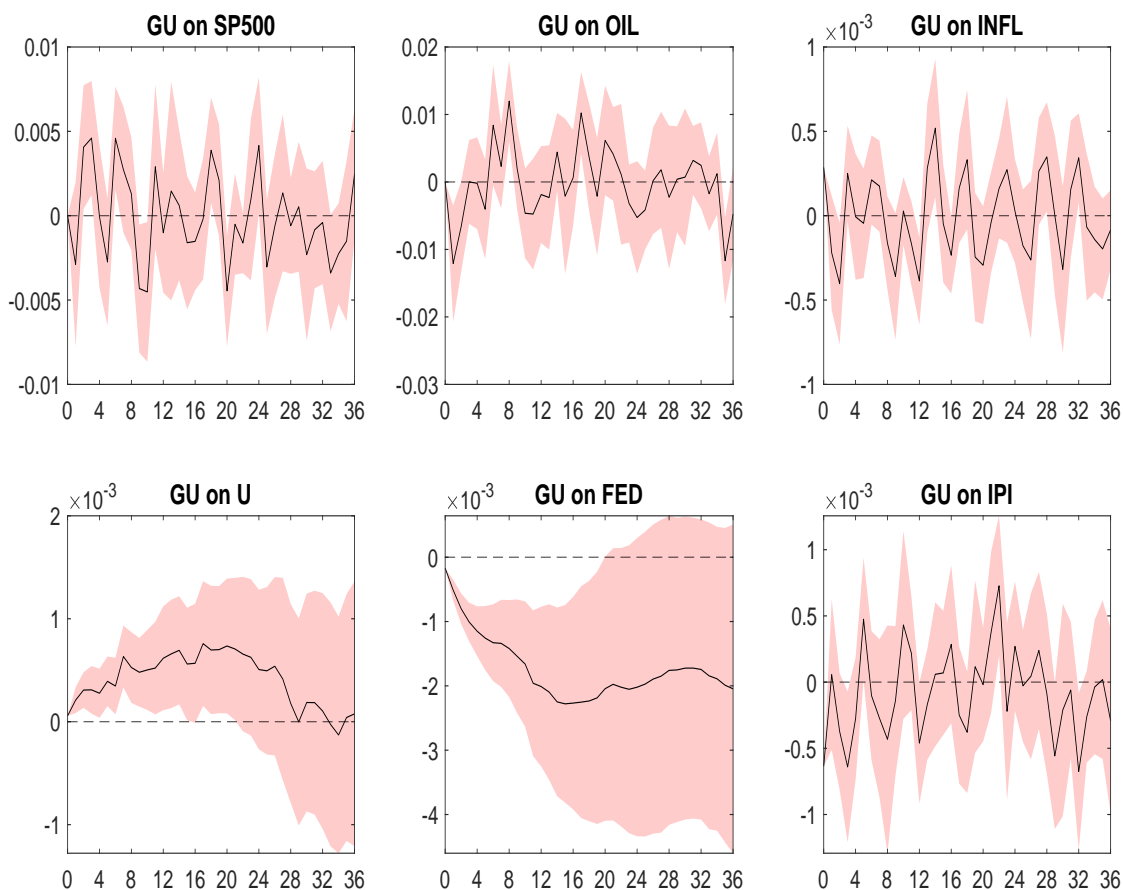 GU on SP500
0.01
0.005
0
-0.005
-0.01
0 4 8 12 16 20 24 28 32 36
GU on OIL
0.02
0.01
0
-0.01
-0.02
-0.03
0 4 8 12 16 20 24 28 32 36
×10-3
GU on INFL
1
0.5
0
-0.5
-1
0 4 8 12 16 20 24 28 32 36
×10-3
GU on U
2
1
0
-1
0 4 8 12 16 20 24 28 32 36
×10-3
GU on FED
0
-1
-2
-3
-4
0 4 8 12 16 20 24 28 32 36
×10-3
GU on IPI
1
0.5
0
-0.5
-1
0 4 8 12 16 20 24 28 32 36